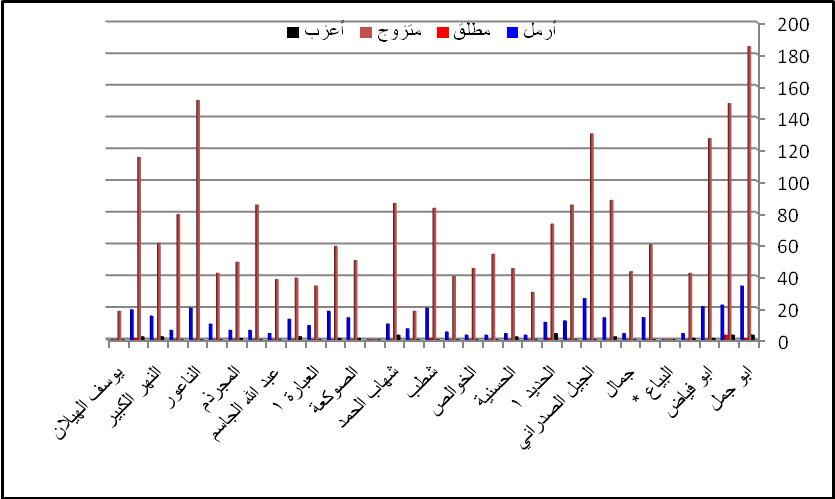 أعزب متزوج مطلق أرمل
200
180
160
140
120
100
80
60
40
20
0
ابو جمل
ابو فياض
البياع *
جمال
الجبل الصدراني
الحديد ١
الحسنية
الخوالص
شطب
شهاب الحمد
الصوكعة
العبارة ١
عبد الله الجاسم
المجرذم
الناعور
النهر الكبير
يوسف الهيلان